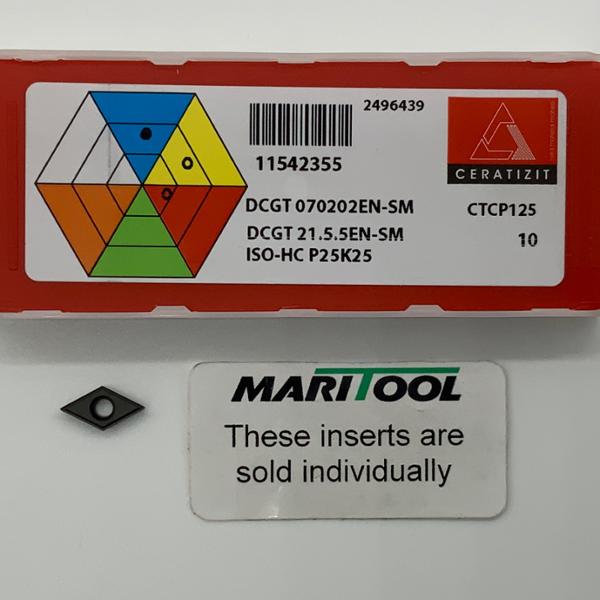 2496439
11542355
CERATIZIT
DCGT 070202EN-SM
CTCP125
DCGT 21.5.5EN-SM
10
ISO-HC P25K25
MARITOOL
These inserts are
sold individually